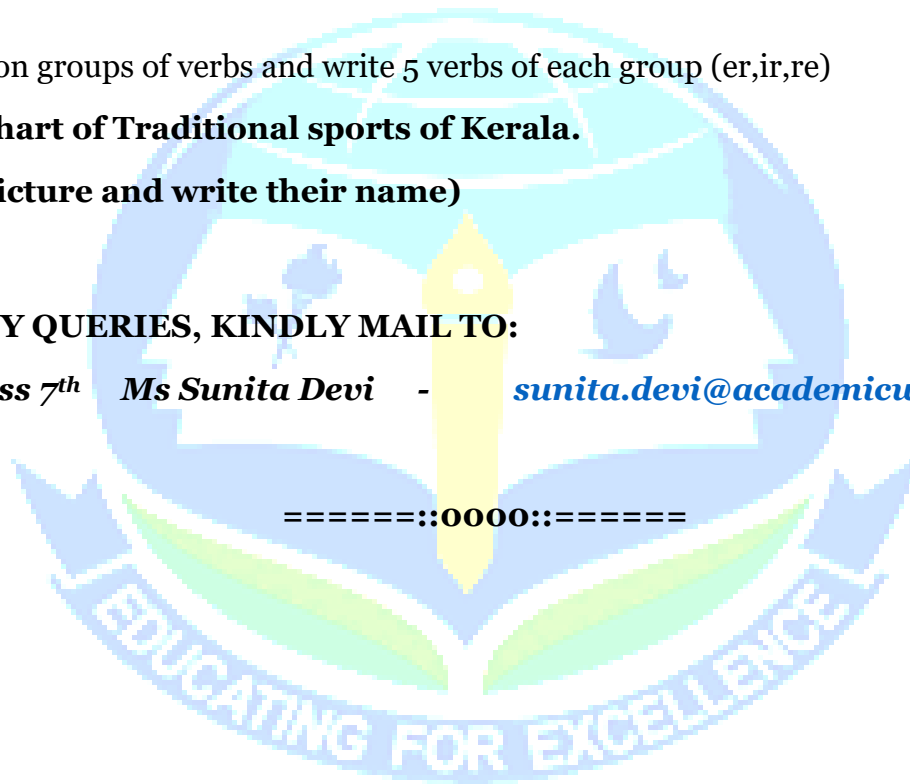 on groups of verbs and write 5 verbs of each group (er,ir,re)
hart of Traditional sports of Kerala.
icture and write their name)
Y QUERIES, KINDLY MAIL TO:
ss 7th Ms Sunita Devi - sunita.devi@academicu
======::0000::======
EDUCATING FOR EXCELLENCE